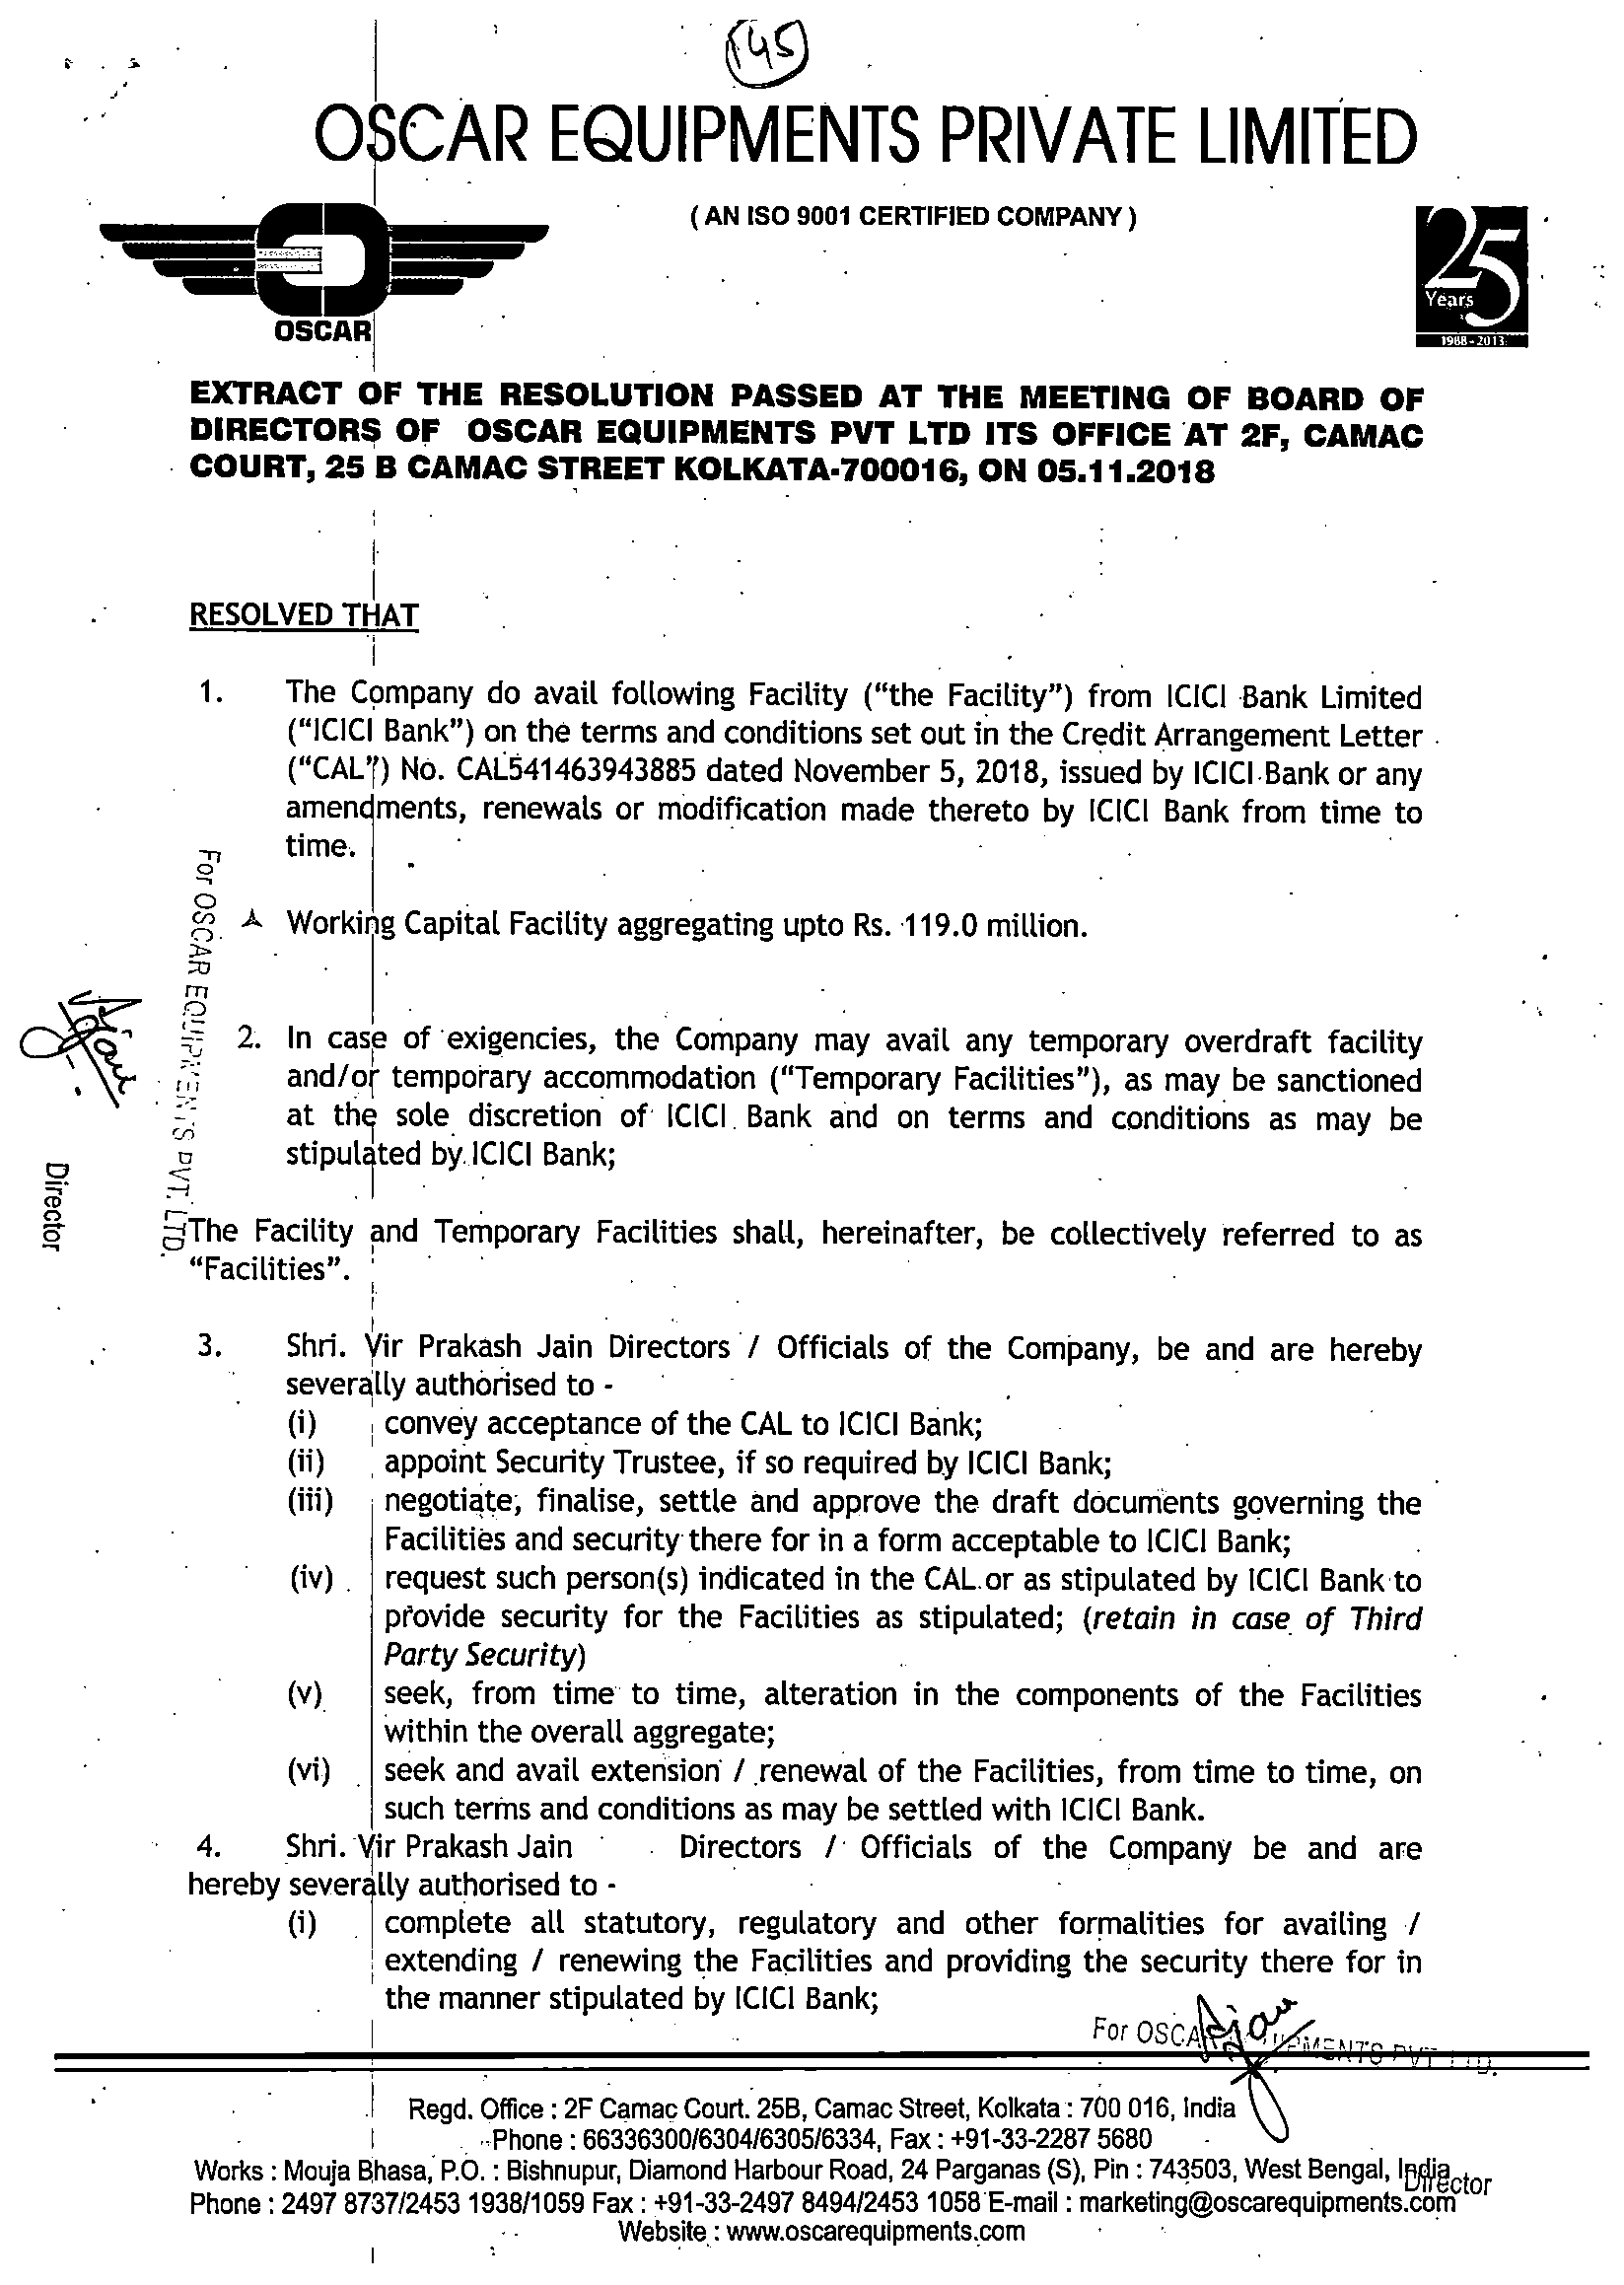 145
OSCAR EQUIPMENTS PRIVATE LIMITED
( AN ISO 9001 CERTIFIED COMPANY )
OSCAR
25
Years
1988 - 2013
EXTRACT OF THE RESOLUTION PASSED AT THE MEETING OF BOARD OF
DIRECTORS OF OSCAR EQUIPMENTS PVT LTD ITS OFFICE AT 2F, CAMAC
COURT, 25 B CAMAC STREET KOLKATA-700016, ON 05.11.2018
RESOLVED THAT
1. The Company do avail following Facility (“the Facility”) from ICICI Bank Limited
(“ICICI Bank”) on the terms and conditions set out in the Credit Arrangement Letter
(“CAL”) No. CAL541463943885 dated November 5, 2018, issued by ICICI Bank or any
amendments, renewals or modification made thereto by ICICI Bank from time to
time.
Working Capital Facility aggregating upto Rs. 119.0 million.
2. In case of exigencies, the Company may avail any temporary overdraft facility
and/or temporary accommodation (“Temporary Facilities”), as may be sanctioned
at the sole discretion of ICICI Bank and on terms and conditions as may be
stipulated by ICICI Bank;
For OSCAR EQUIPMENTS PVT. LTD.
Director
The Facility and Temporary Facilities shall, hereinafter, be collectively referred to as
“Facilities”.
3. Shri. Vir Prakash Jain Directors / Officials of the Company, be and are hereby
severally authorised to -
(i) convey acceptance of the CAL to ICICI Bank;
(ii) appoint Security Trustee, if so required by ICICI Bank;
(iii) negotiate, finalise, settle and approve the draft documents governing the
Facilities and security there for in a form acceptable to ICICI Bank;
(iv) request such person(s) indicated in the CAL or as stipulated by ICICI Bank to
provide security for the Facilities as stipulated; (retain in case of Third
Party Security)
(v) seek, from time to time, alteration in the components of the Facilities
within the overall aggregate;
(vi) seek and avail extension / renewal of the Facilities, from time to time, on
such terms and conditions as may be settled with ICICI Bank.
4. Shri. Vir Prakash Jain Directors / Officials of the Company be and are
hereby severally authorised to -
(i) complete all statutory, regulatory and other formalities for availing /
extending / renewing the Facilities and providing the security there for in
the manner stipulated by ICICI Bank;
For OSCAR EQUIPMENTS PVT LTD.
Regd. Office : 2F Camac Court. 25B, Camac Street, Kolkata : 700 016, India
Phone : 66336300/6304/6305/6334, Fax : +91-33-2287 5680
Works : Mouja Bhasa, P.O. : Bishnupur, Diamond Harbour Road, 24 Parganas (S), Pin : 743503, West Bengal, India
Director
Phone : 2497 8737/2453 1938/1059 Fax : +91-33-2497 8494/2453 1058 E-mail : marketing@oscarequipments.com
Website : www.oscarequipments.com